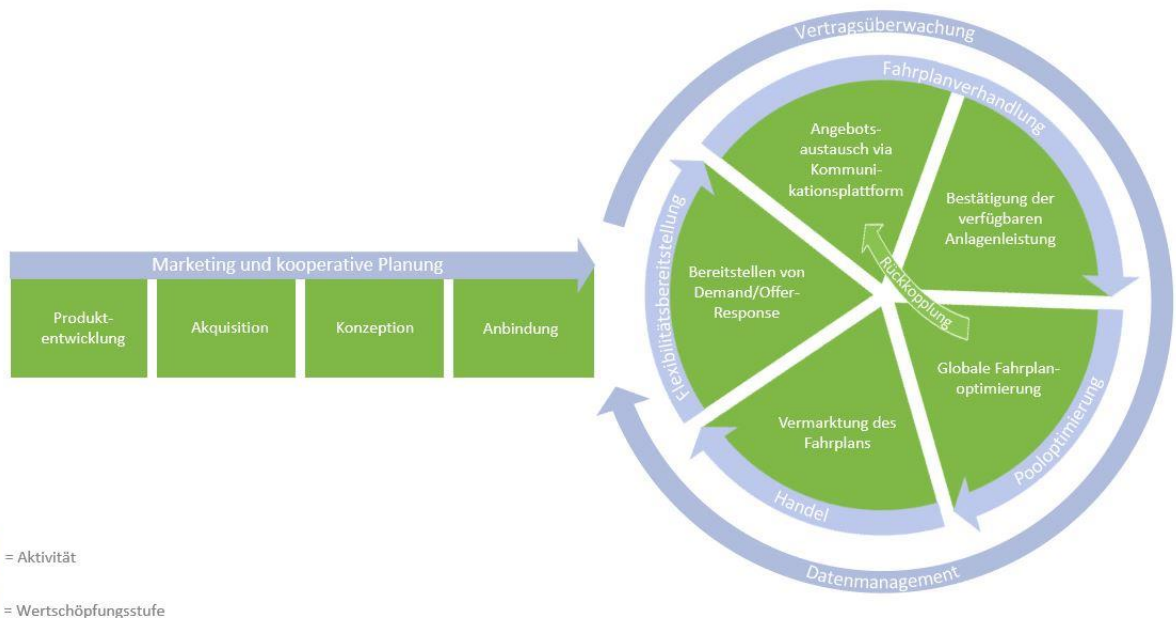 Vertragsüberwachung
Fahrplanverhandlung
Angebots-
austausch via
Kommuni-
kationsplattform
Bestätigung der
verfügbaren
Anlagenleistung
Flexibilitätsbereitstellung
Marketing und kooperative Planung
Bereitstellen von
Demand/Offer-
Response
Rückkopplung
Produkt-
entwicklung
Akquisition
Konzeption
Anbindung
Globale Fahrplan-
optimierung
Vermarktung des
Fahrplans
Pooloptimierung
Handel
Datenmanagement
= Aktivität
= Wertschöpfungsstufe